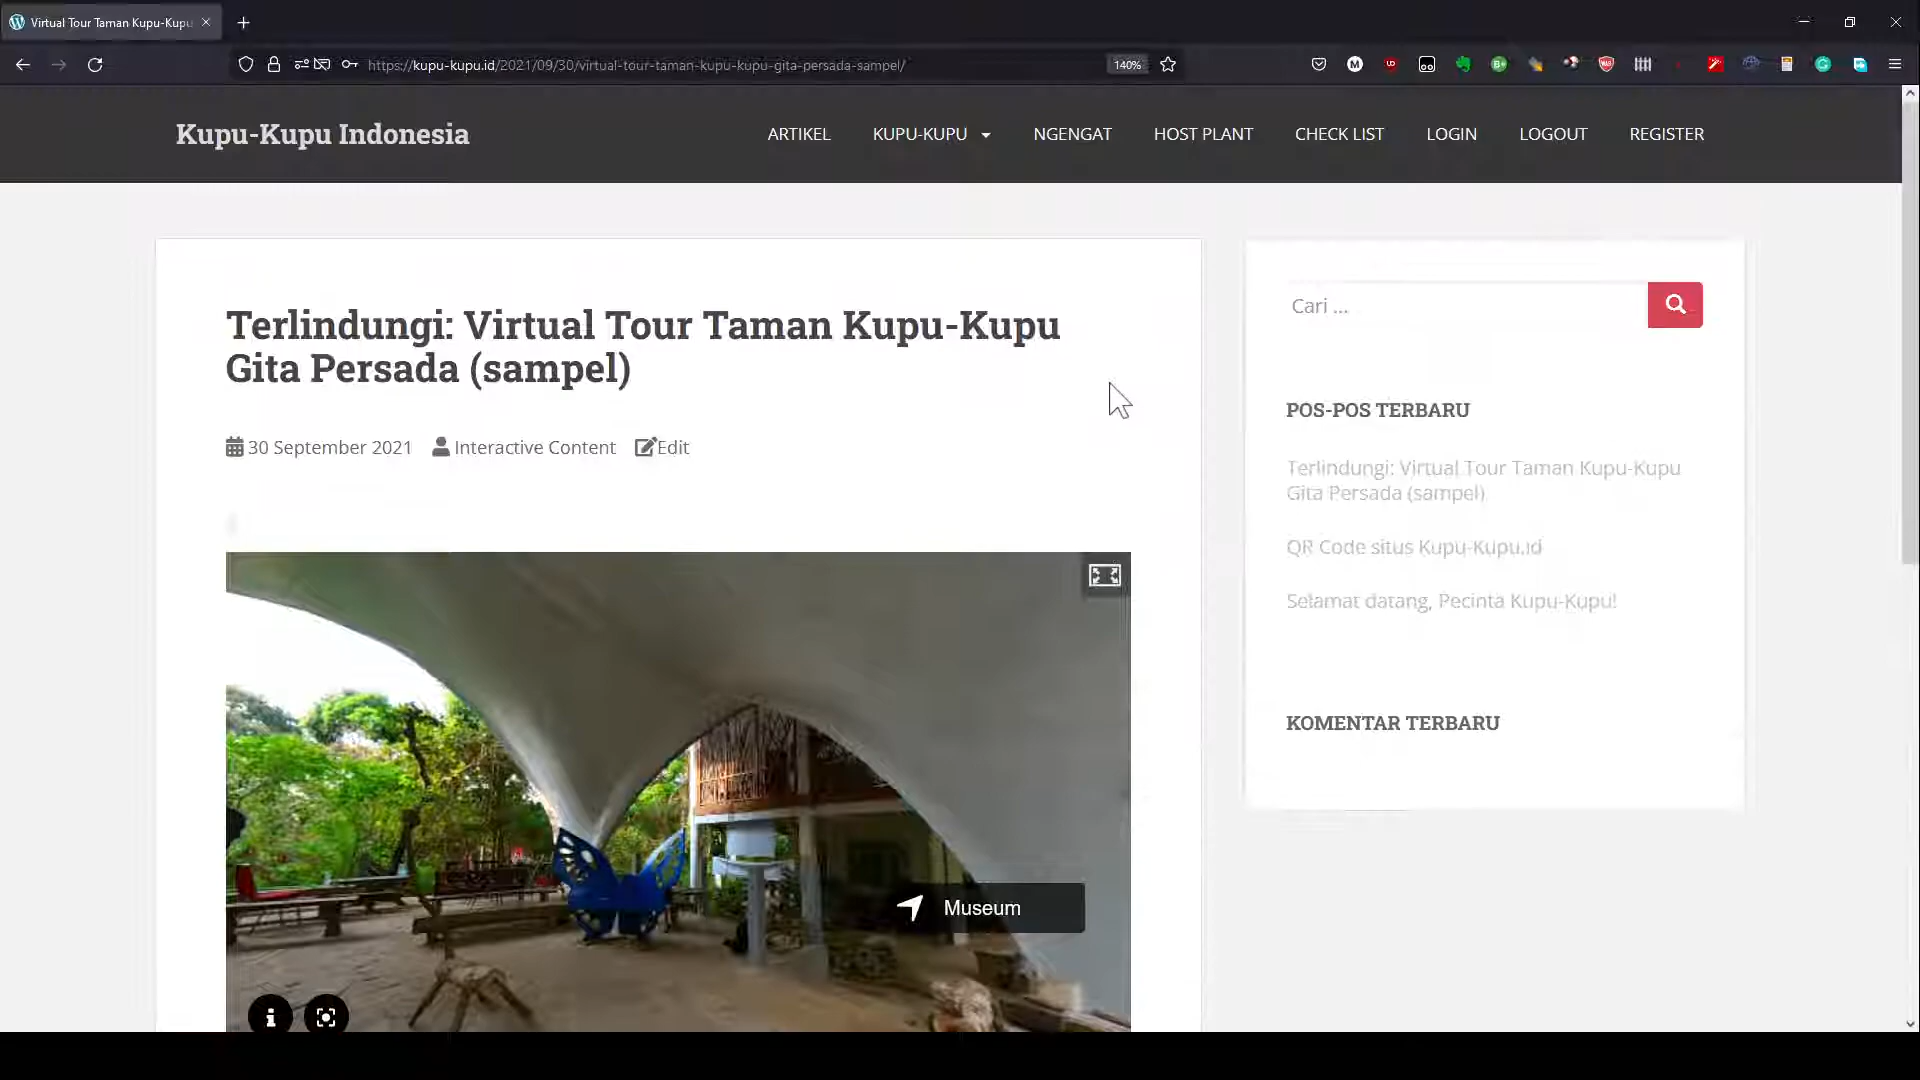 Virtual Tour Taman Kupu-Kupu
https://kupu-kupu.id/2021/09/30/virtual-tour-taman-kupu-kupu-gita-persada-sampel/
140%
Kupu-Kupu Indonesia
ARTIKEL
KUPU-KUPU
NGENGAT
HOST PLANT
CHECK LIST
LOGIN
LOGOUT
REGISTER
Terlindungi: Virtual Tour Taman Kupu-Kupu
Gita Persada (sampel)
30 September 2021
Interactive Content
Edit
Museum
Cari …
POS-POS TERBARU
Terlindungi: Virtual Tour Taman Kupu-Kupu
Gita Persada (sampel)
QR Code situs Kupu-Kupu.id
Selamat datang, Pecinta Kupu-Kupu!
KOMENTAR TERBARU